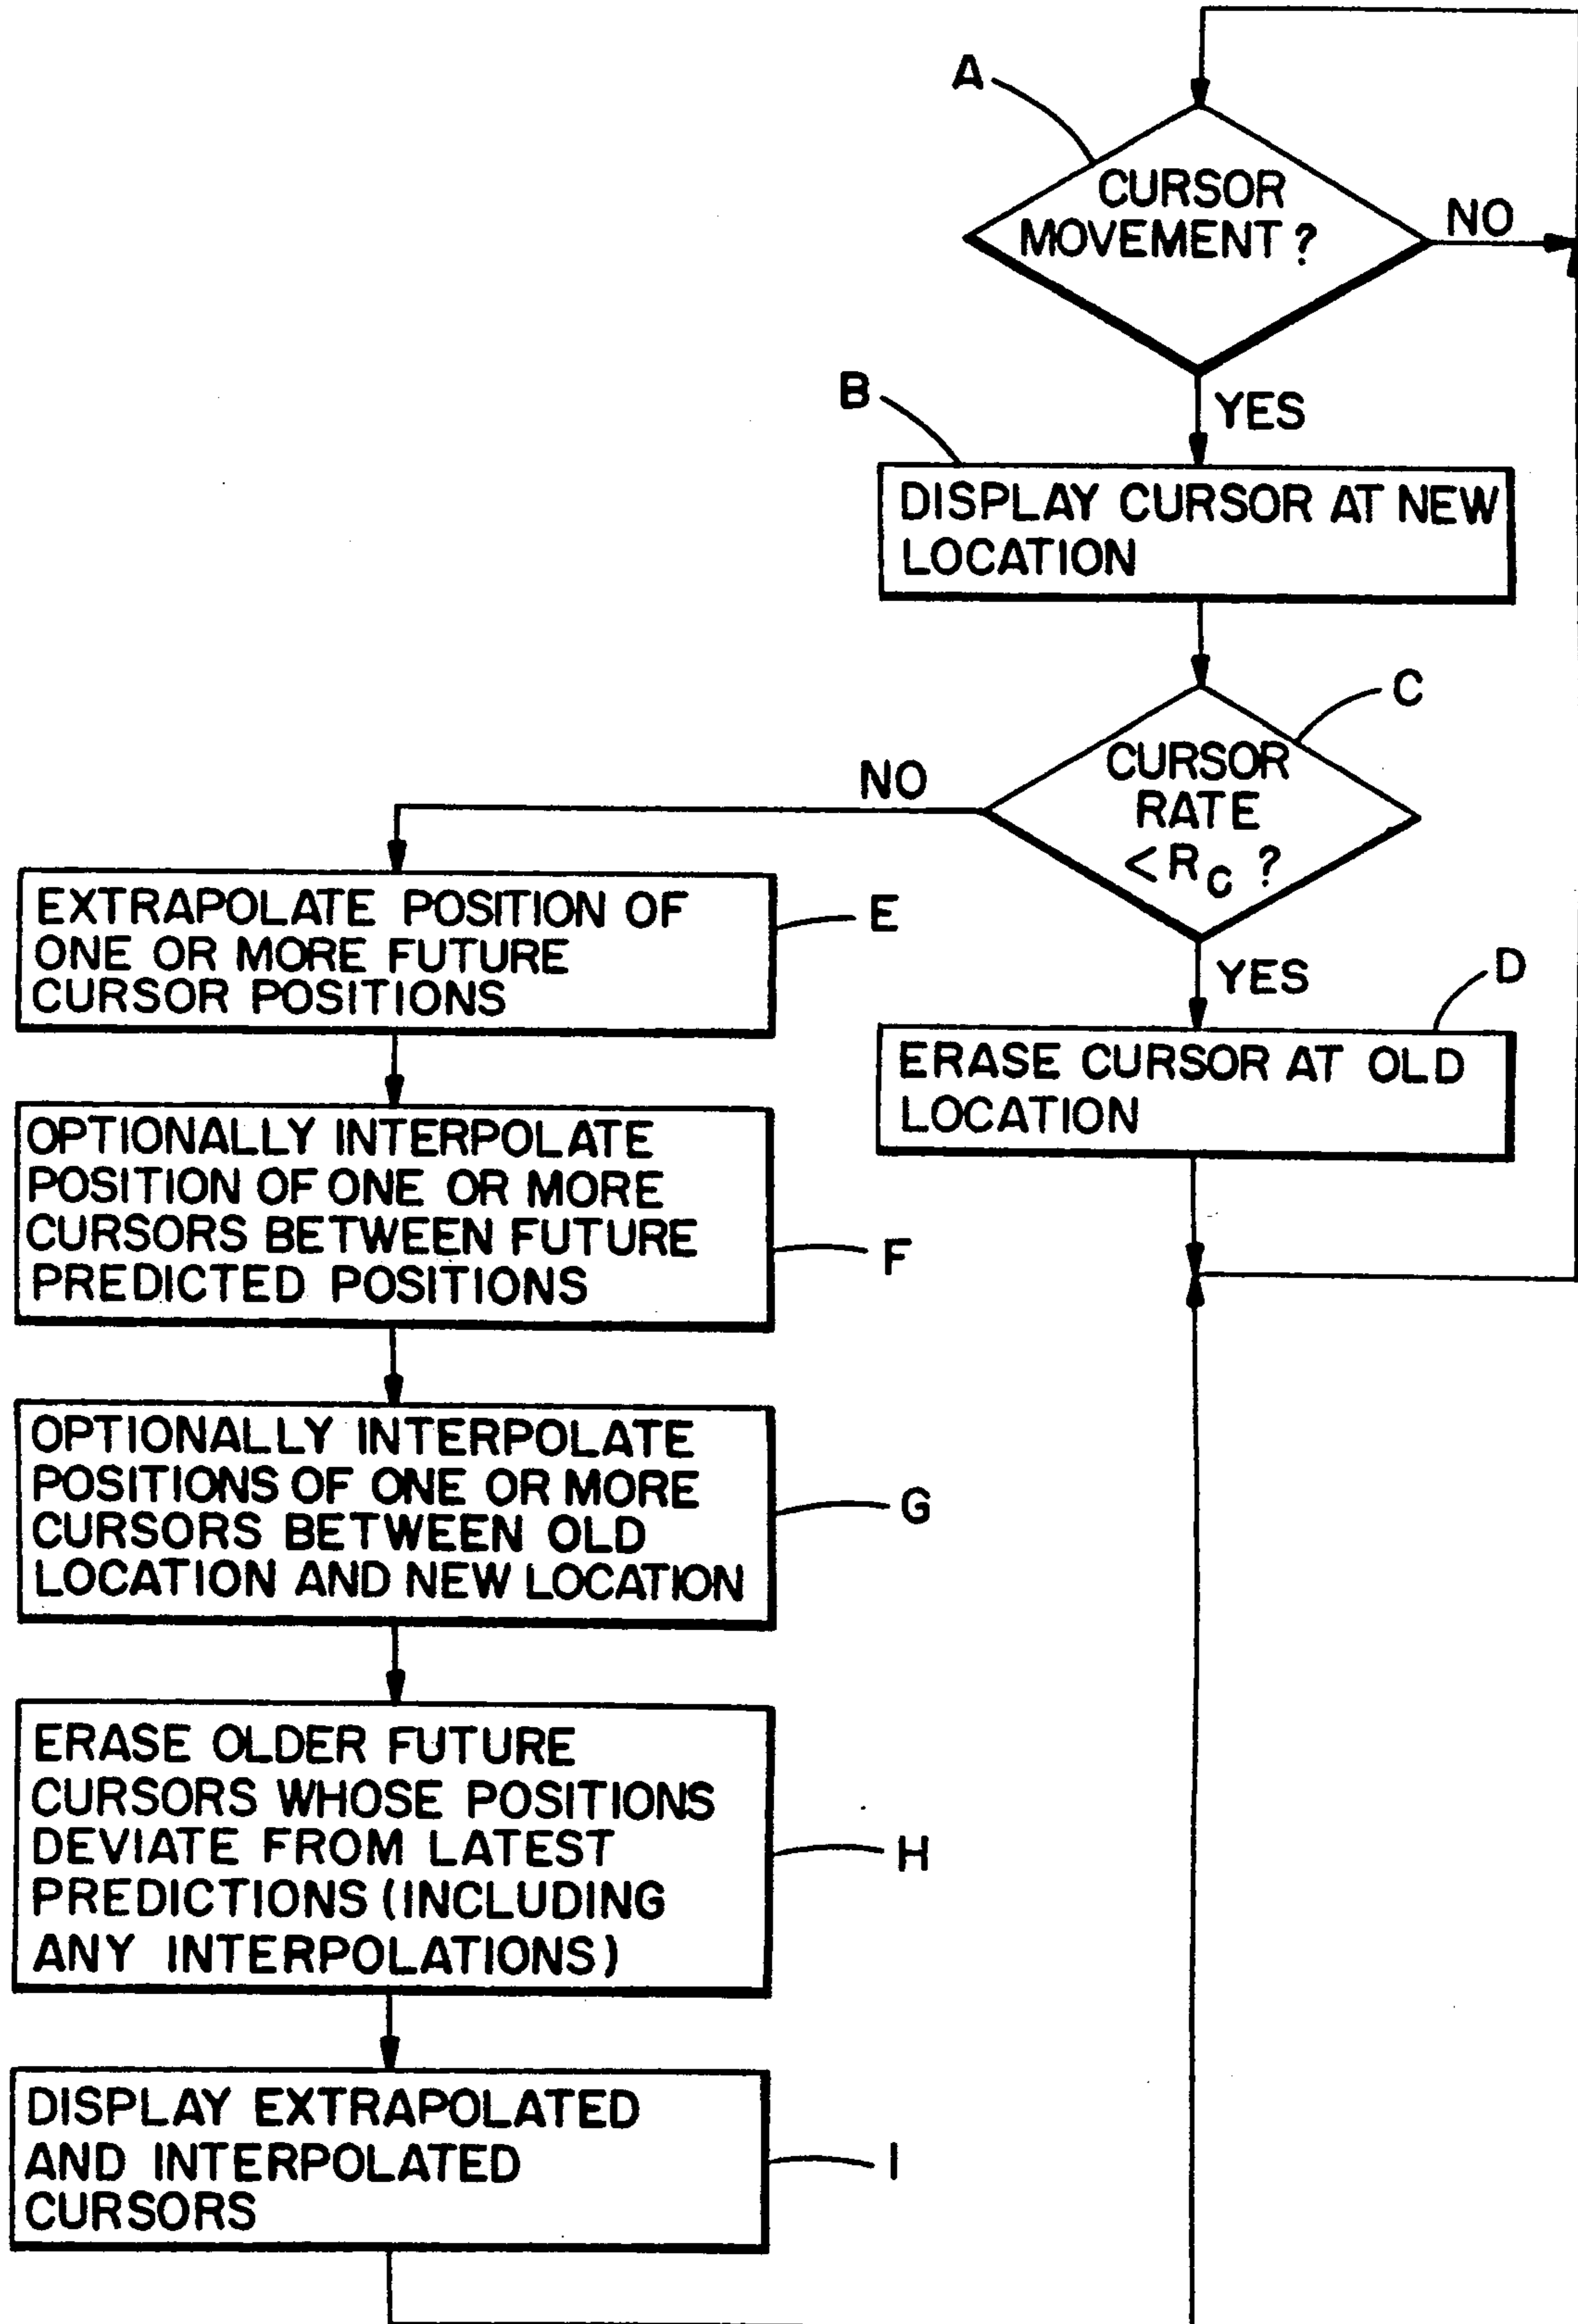 A
CURSOR
MOVEMENT?
NO
YES
B
DISPLAY CURSOR AT NEW
LOCATION
C
CURSOR
RATE
<RC ?
NO
YES
D
ERASE CURSOR AT OLD
LOCATION
EXTRAPOLATE POSITION OF
ONE OR MORE FUTURE
CURSOR POSITIONS
E
OPTIONALLY INTERPOLATE
POSITION OF ONE OR MORE
CURSORS BETWEEN FUTURE
PREDICTED POSITIONS
F
OPTIONALLY INTERPOLATE
POSITIONS OF ONE OR MORE
CURSORS BETWEEN OLD
LOCATION AND NEW LOCATION
G
ERASE OLDER FUTURE
CURSORS WHOSE POSITIONS
DEVIATE FROM LATEST
PREDICTIONS (INCLUDING
ANY INTERPOLATIONS)
H
DISPLAY EXTRAPOLATED
AND INTERPOLATED
CURSORS
I